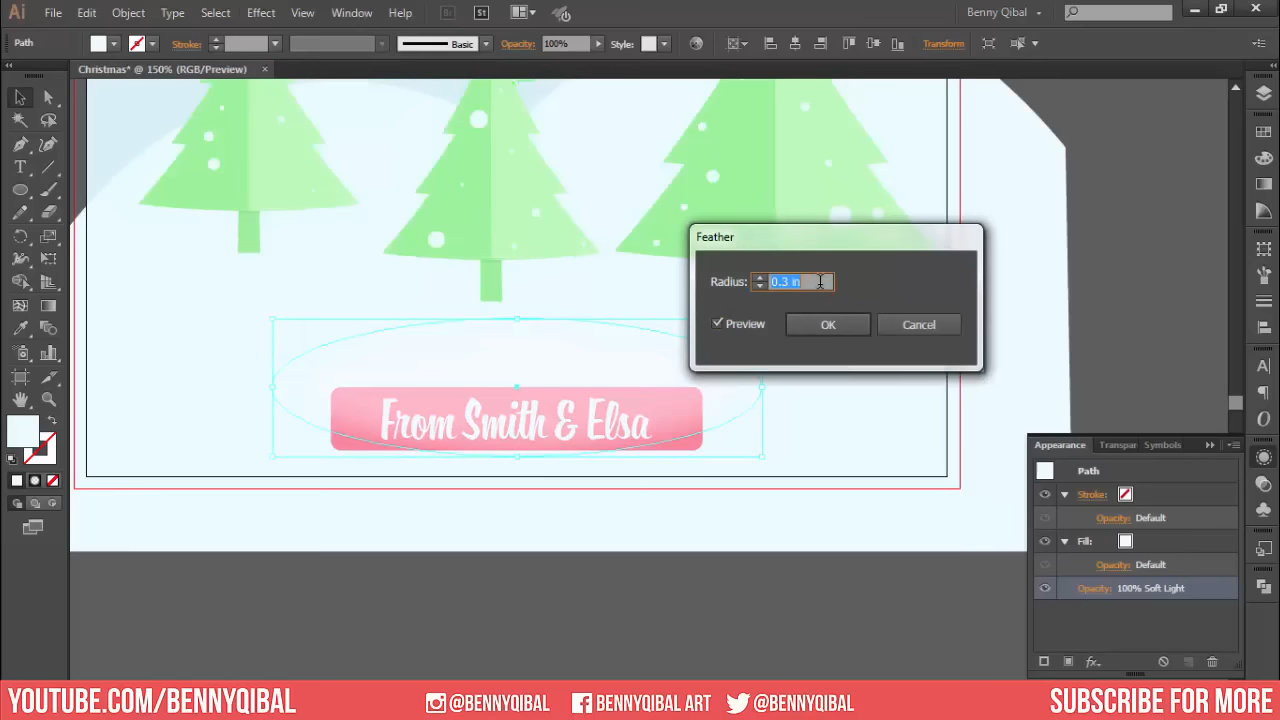 Ai File Edit Object Type Select Effect View Window Help Br St Benny Qibal
Path Stroke: Basic Opacity: 100% Style: Transform
Christmas* @ 150% (RGB/Preview) ×
Feather
Radius: 0.3 in
Preview OK Cancel
From Smith & Elsa
Appearance Transpar Symbols
Path
Stroke:
Opacity: Default
Fill:
Opacity: Default
Opacity: 100% Soft Light
fx
YOUTUBE.COM/BENNYQIBAL @BENNYQIBAL BENNYQIBAL ART @BENNYQIBAL SUBSCRIBE FOR MORE